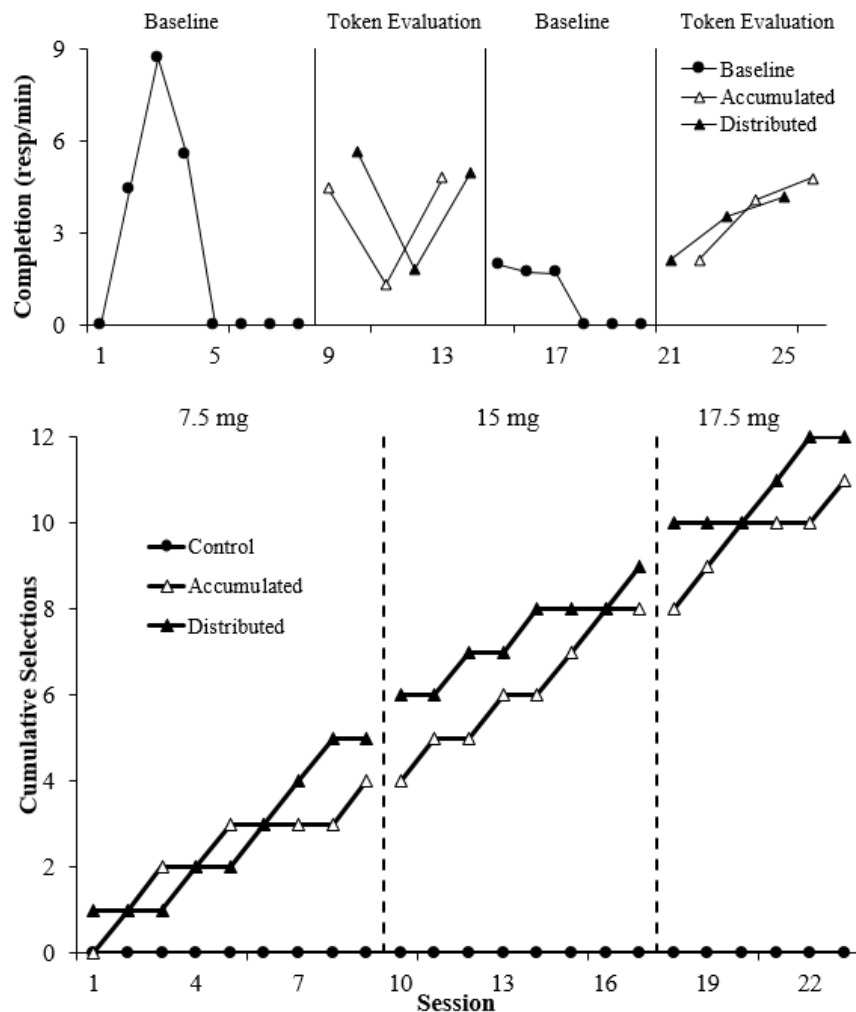 Baseline Token Evaluation Baseline Token Evaluation
9
6
3
0
Completion (resp/min)
Baseline
Accumulated
Distributed
1 5 9 13 17 21 25
7.5 mg 15 mg 17.5 mg
12
10
8
6
4
2
0
Cumulative Selections
Control
Accumulated
Distributed
1 4 7 10 13 16 19 22
Session